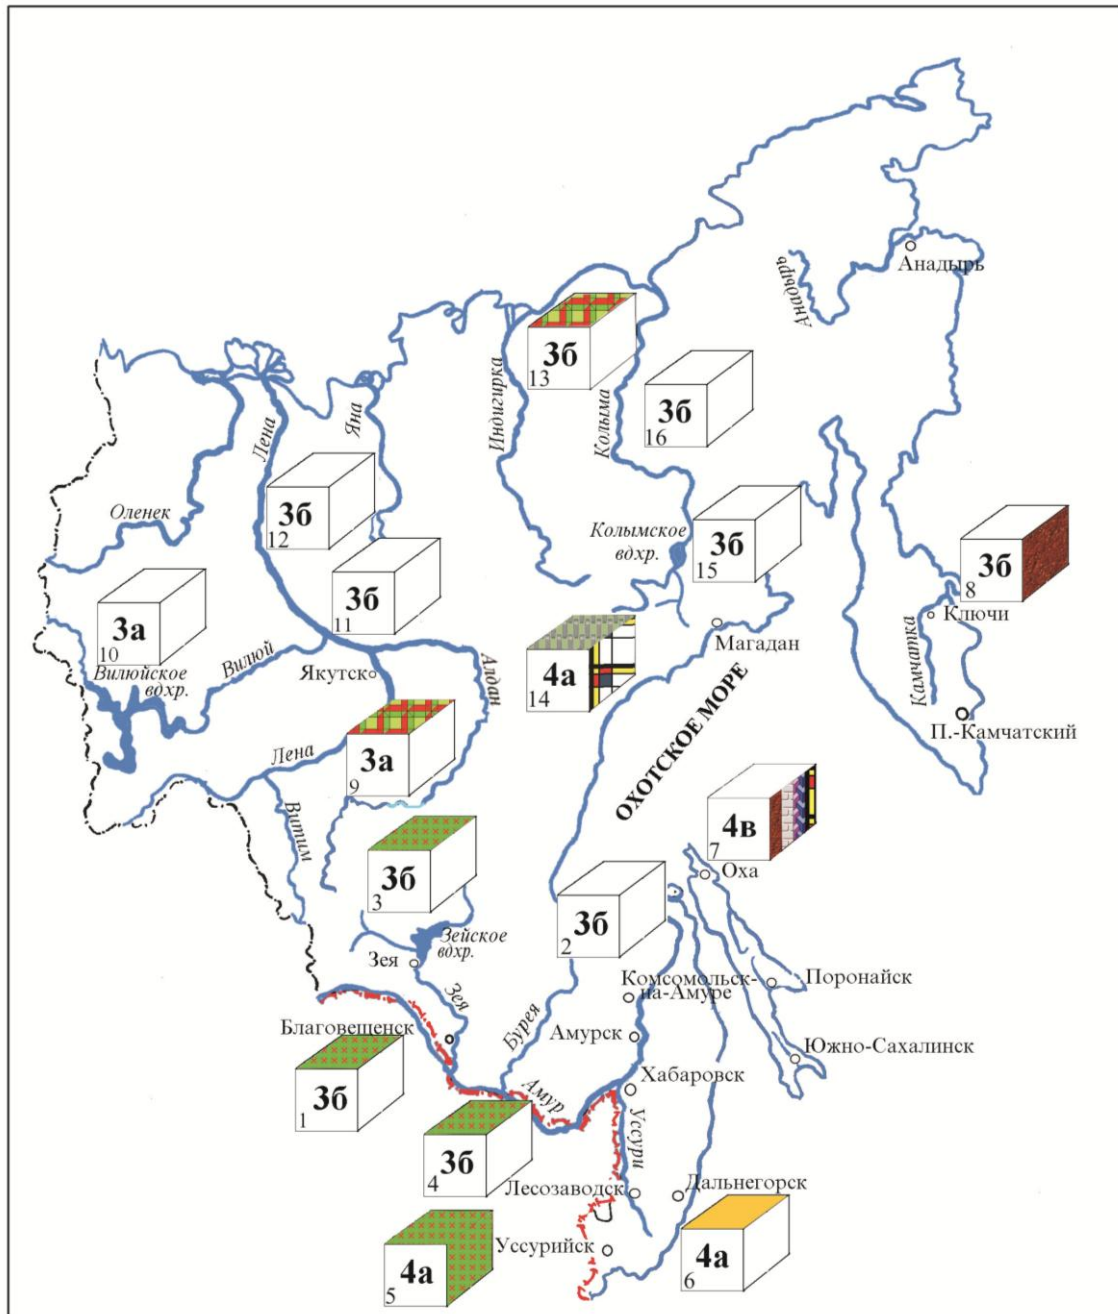 Анадырь
Анадырь
3б
13
Индигирка
Колыма
3б
16
Лена
Яна
Оленек
3б
12
Колымское
вдхр.
3б
15
3б
8
3а
10
3б
11
Ключи
Камчатка
Магадан
Вилюйское
вдхр.
Вилюй
Якутск
Алдан
4а
14
П.-Камчатский
ОХОТСКОЕ МОРЕ
Лена
3а
9
Витим
4в
7
Оха
3б
3
3б
2
Зейское
вдхр.
Зея
Зея
Комсомольск-
на-Амуре
Поронайск
Благовещенск
Бурея
Амурск
Южно-Сахалинск
3б
1
Амур
Хабаровск
Уссури
3б
4
Лесозаводск
Дальнегорск
4а
5
Уссурийск
4а
6